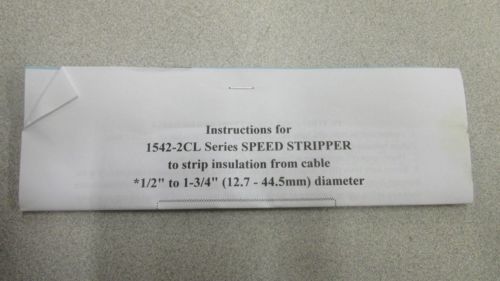 Instructions for
1542-2CL Series SPEED STRIPPER
to strip insulation from cable
*1/2" to 1-3/4" (12.7 - 44.5mm) diameter